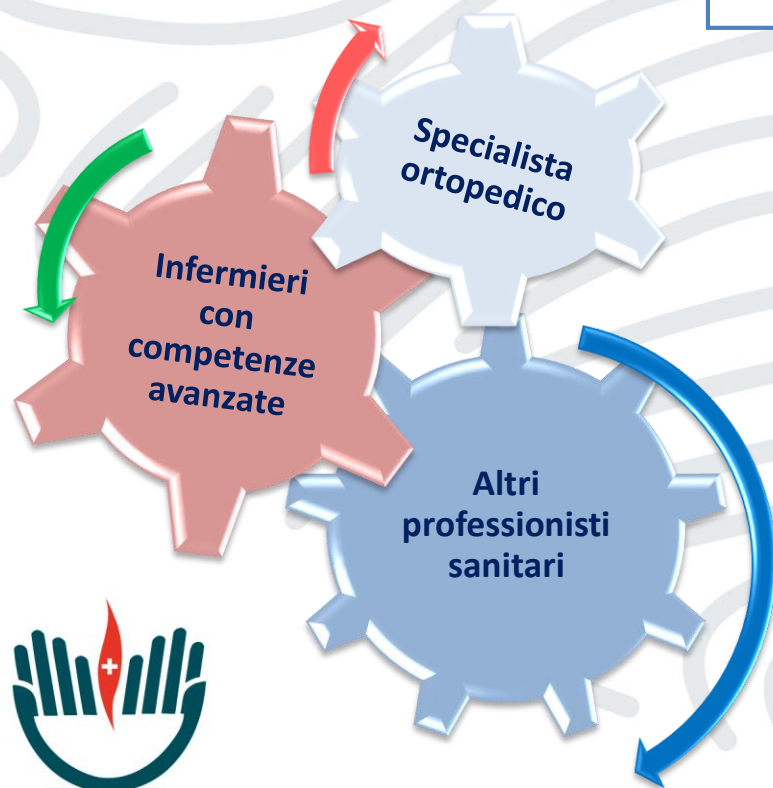 Specialista
ortopedico
Infermieri
con
competenze
avanzate
Altri
professionisti
sanitari